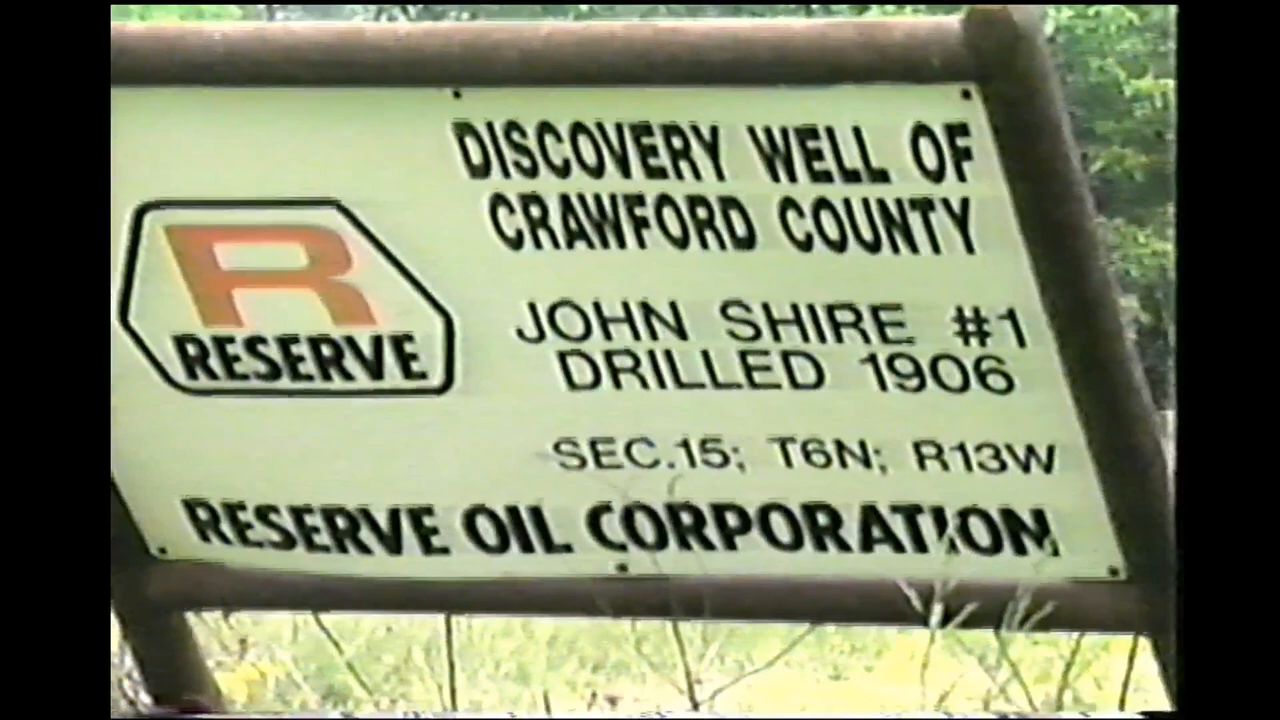 DISCOVERY WELL OF
CRAWFORD COUNTY
R
RESERVE
JOHN SHIRE #1
DRILLED 1906
SEC.15; T6N; R13W
RESERVE OIL CORPORATION